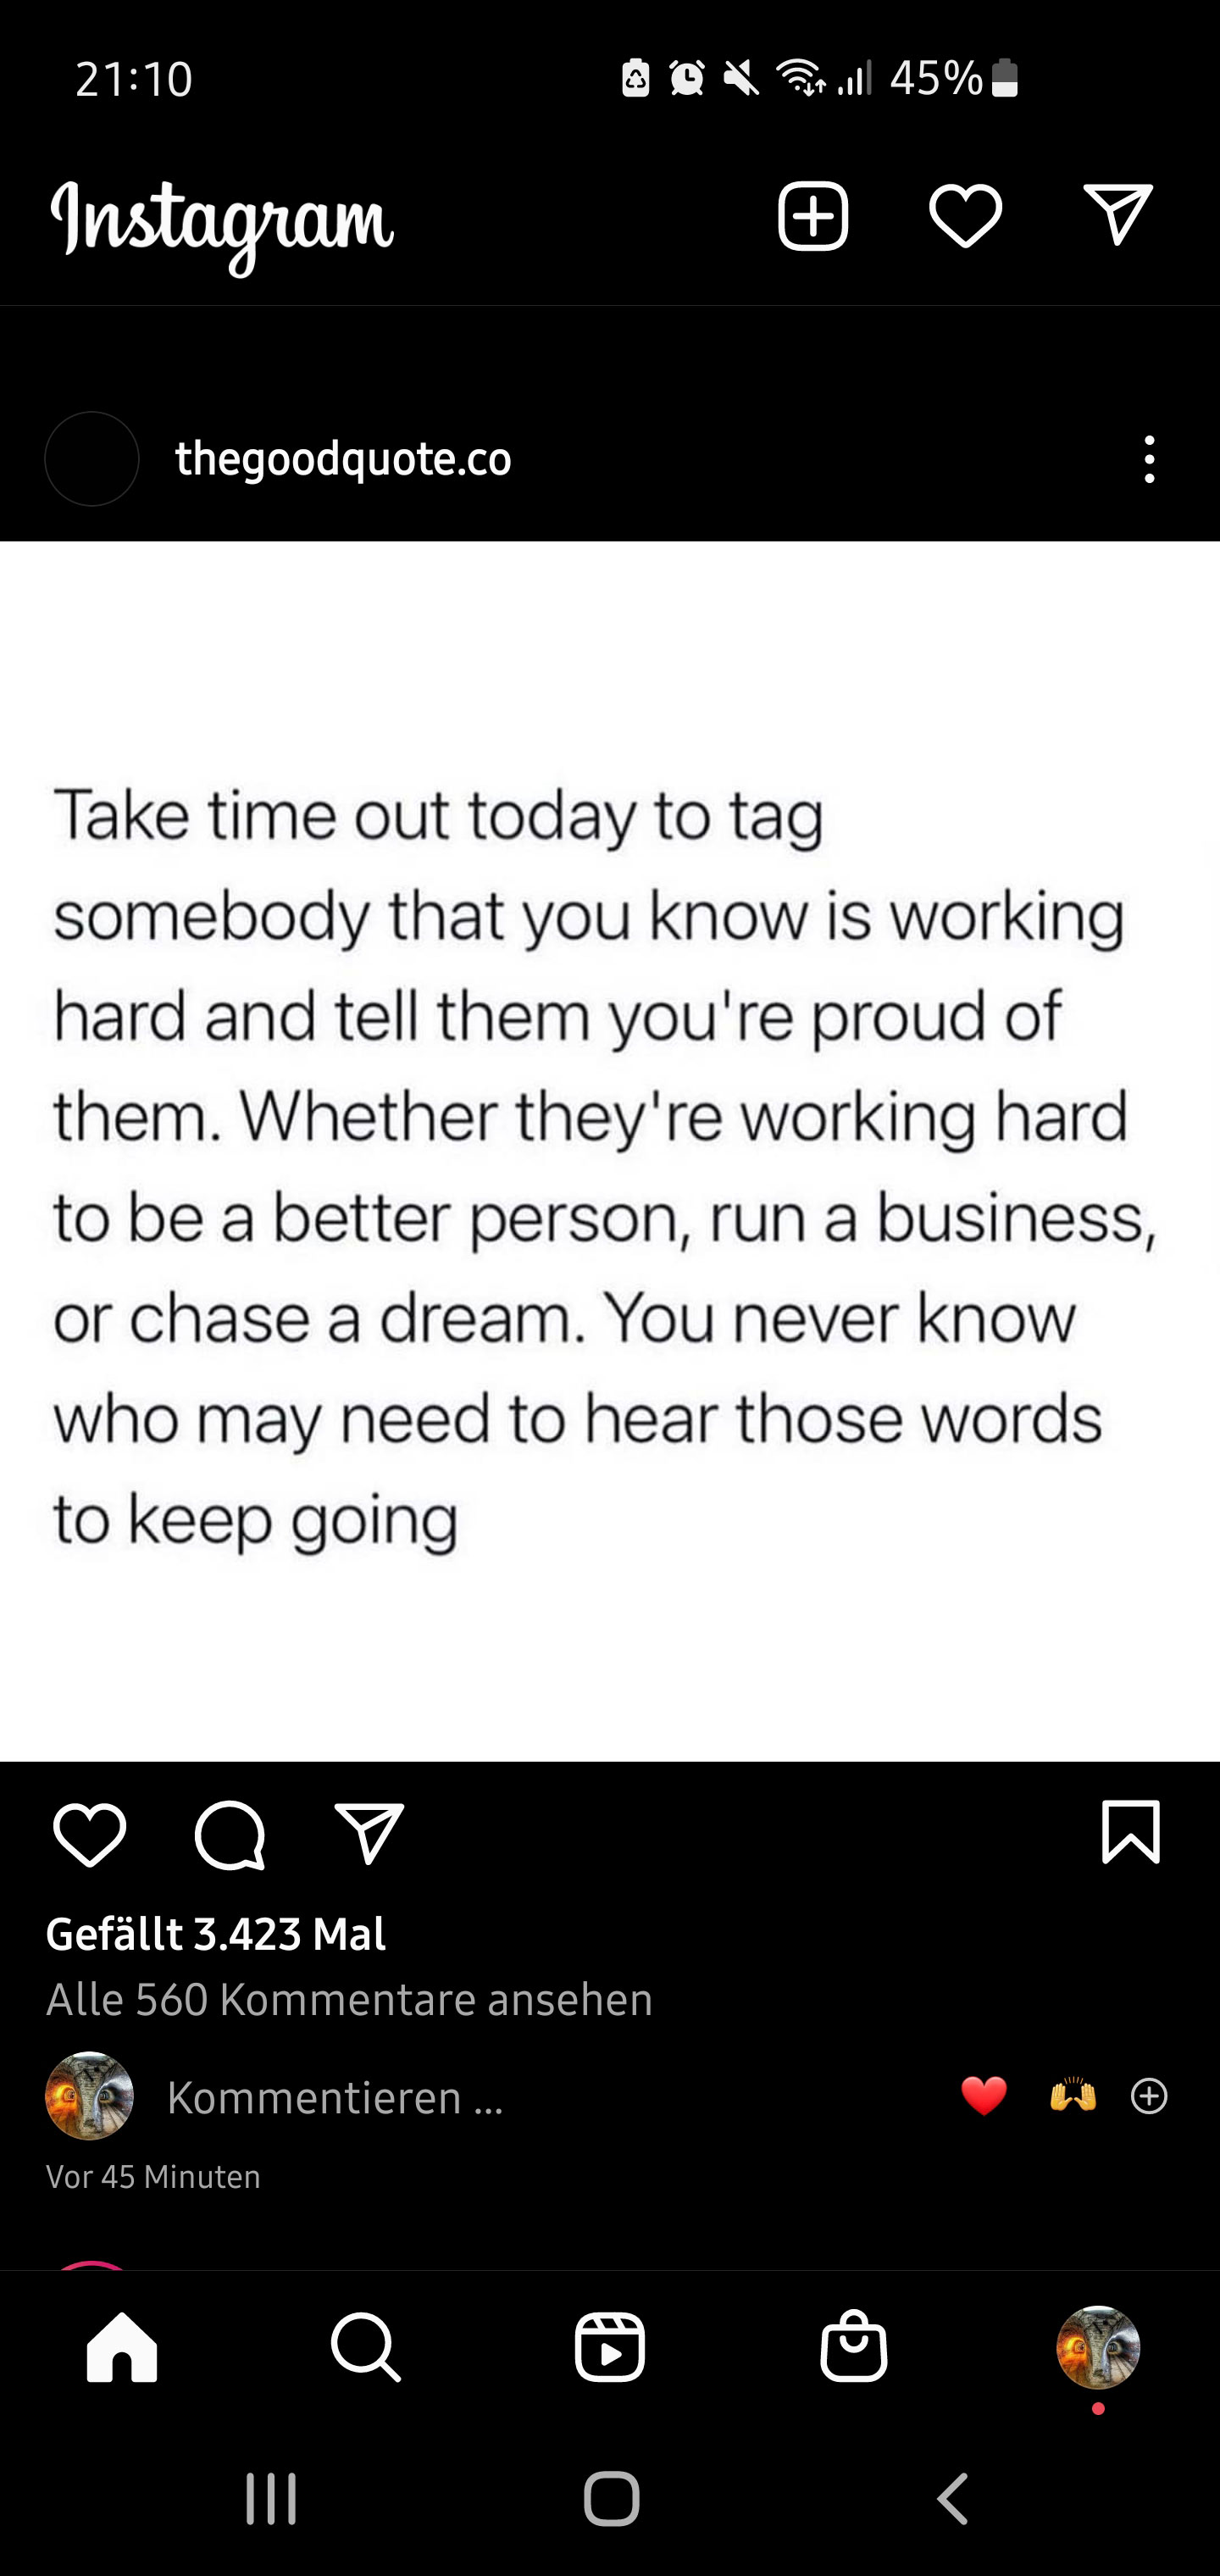 21:10 45%
Instagram
thegoodquote.co
Take time out today to tag
somebody that you know is working
hard and tell them you're proud of
them. Whether they're working hard
to be a better person, run a business,
or chase a dream. You never know
who may need to hear those words
to keep going
Gefällt 3.423 Mal
Alle 560 Kommentare ansehen
Kommentieren ...
Vor 45 Minuten